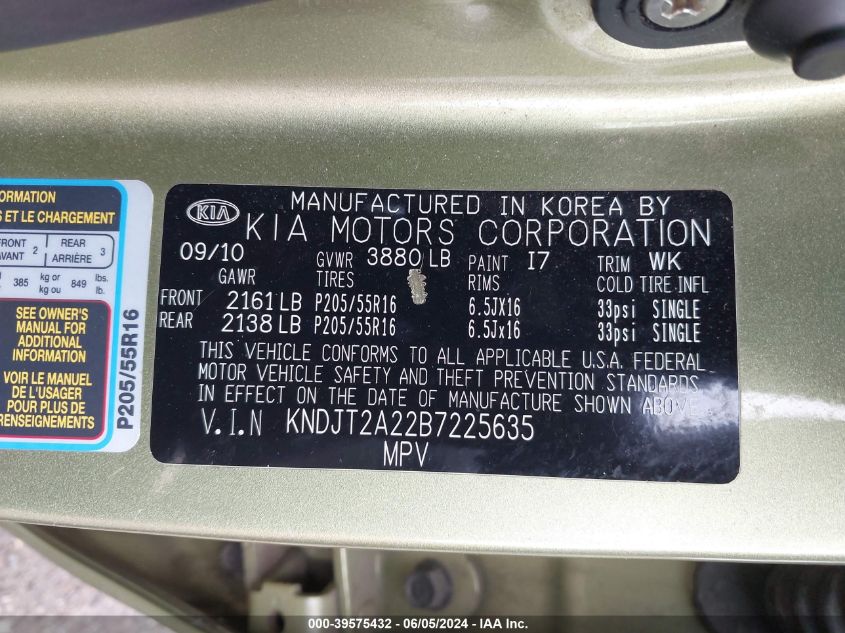 ORMATION
S ET LE CHARGEMENT
FRONT
AVANT 2 REAR
ARRIÈRE 3
385 kg or
kg ou 849 lbs.
lb.
SEE OWNER'S
MANUAL FOR
ADDITIONAL
INFORMATION
VOIR LE MANUEL
DE L'USAGER
POUR PLUS DE
RENSEIGNEMENTS
P205/55R16
KIA
MANUFACTURED IN KOREA BY
KIA MOTORS CORPORATION
09/10 GVWR 3880 LB PAINT I7 TRIM WK
GAWR TIRES RIMS COLD TIRE INFL
FRONT 2161 LB P205/55R16 6.5JX16 33psi SINGLE
REAR 2138 LB P205/55R16 6.5Jx16 33psi SINGLE
THIS VEHICLE CONFORMS TO ALL APPLICABLE U.S.A. FEDERAL
MOTOR VEHICLE SAFETY AND THEFT PREVENTION STANDARDS
IN EFFECT ON THE DATE OF MANUFACTURE SHOWN ABOVE
V.I.N KNDJT2A22B7225635
MPV
000-39575432 - 06/05/2024 - IAA Inc.